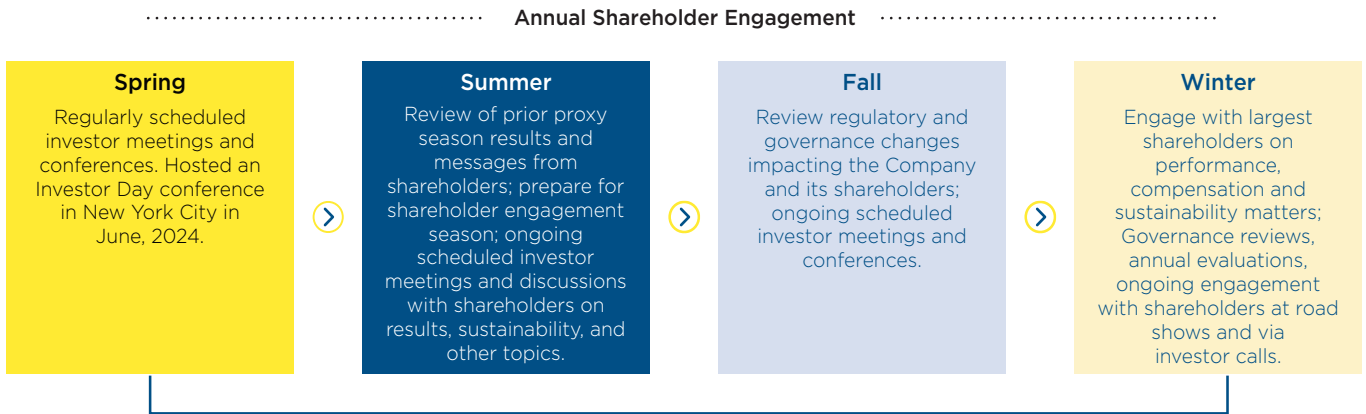 Annual Shareholder Engagement
Spring
Regularly scheduled
investor meetings and
conferences. Hosted an
Investor Day conference
in New York City in
June, 2024.
Summer
Review of prior proxy
season results and
messages from
shareholders; prepare for
shareholder engagement
season; ongoing
scheduled investor
meetings and discussions
with shareholders on
results, sustainability, and
other topics.
Fall
Review regulatory and
governance changes
impacting the Company
and its shareholders;
ongoing scheduled
investor meetings and
conferences.
Winter
Engage with largest
shareholders on
performance,
compensation and
sustainability matters;
Governance reviews,
annual evaluations,
ongoing engagement
with shareholders at road
shows and via
investor calls.